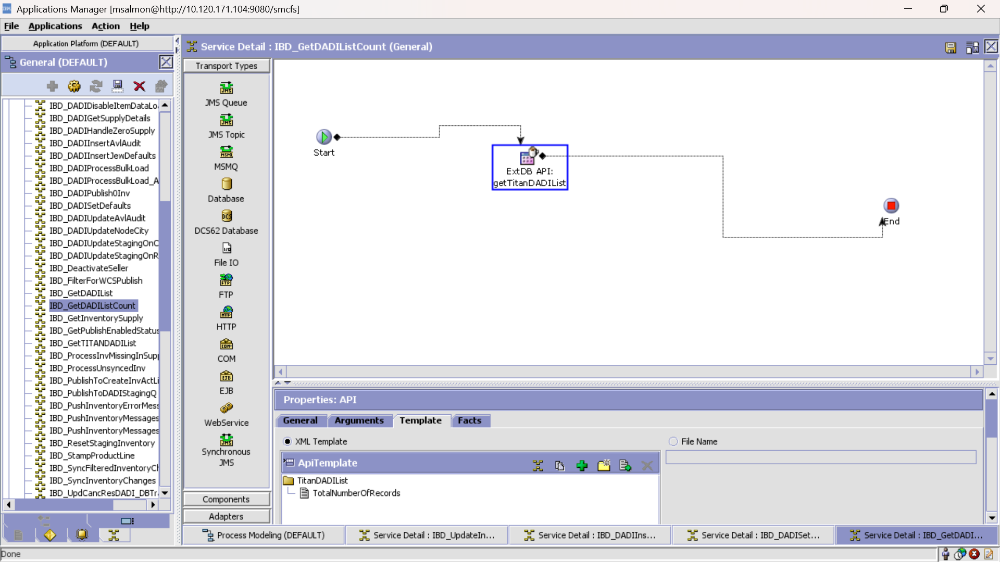 Applications Manager [msalmon@http://10.120.171.104:9080/smcfs]
File Applications Action Help
Application Platform (DEFAULT)
General (DEFAULT)
IBD_DADIDisableItemDataLo
IBD_DADIGetSupplyDetails
IBD_DADIHandleZeroSupply
IBD_DADIInsertAvlAudit
IBD_DADIInsertJewDefaults
IBD_DADIProcessBulkLoad
IBD_DADIProcessBulkLoad_A
IBD_DADIPublish0Inv
IBD_DADISetDefaults
IBD_DADIUpdateAvlAudit
IBD_DADIUpdateNodeCity
IBD_DADIUpdateStagingOnC
IBD_DADIUpdateStagingOnR
IBD_DeactivateSeller
IBD_FilterForWCSPublish
IBD_GetDADIList
IBD_GetDADIListCount
IBD_GetInventorySupply
IBD_GetPublishEnabledStatus
IBD_GetTITANDADIList
IBD_ProcessInvMissingInSupp
IBD_ProcessUnsyncedInv
IBD_PublishToCreateInvActLi
IBD_PublishToDADIStagingQ
IBD_PushInventoryErrorMess
IBD_PushInventoryMessages
IBD_PushInventoryMessages
IBD_ResetStagingInventory
IBD_StampProductLine
IBD_SyncFilteredInventoryCh
IBD_SyncInventoryChanges
IBD_UpdCancResDADI_DBTr
Service Detail : IBD_GetDADIListCount (General)
Transport Types
JMS Queue
JMS Topic
MSMQ
Database
DCS62 Database
File IO
FTP
HTTP
COM
EJB
WebService
Synchronous
JMS
Components
Adapters
Start
ExtDB API:
getTitanDADIList
End
Properties: API
General Arguments Template Facts
XML Template
File Name
ApiTemplate
TitanDADIList
TotalNumberOfRecords
Process Modeling (DEFAULT)
Service Detail : IBD_UpdateIn...
Service Detail : IBD_DADIIns...
Service Detail : IBD_DADISet...
Service Detail : IBD_GetDADI...
Done